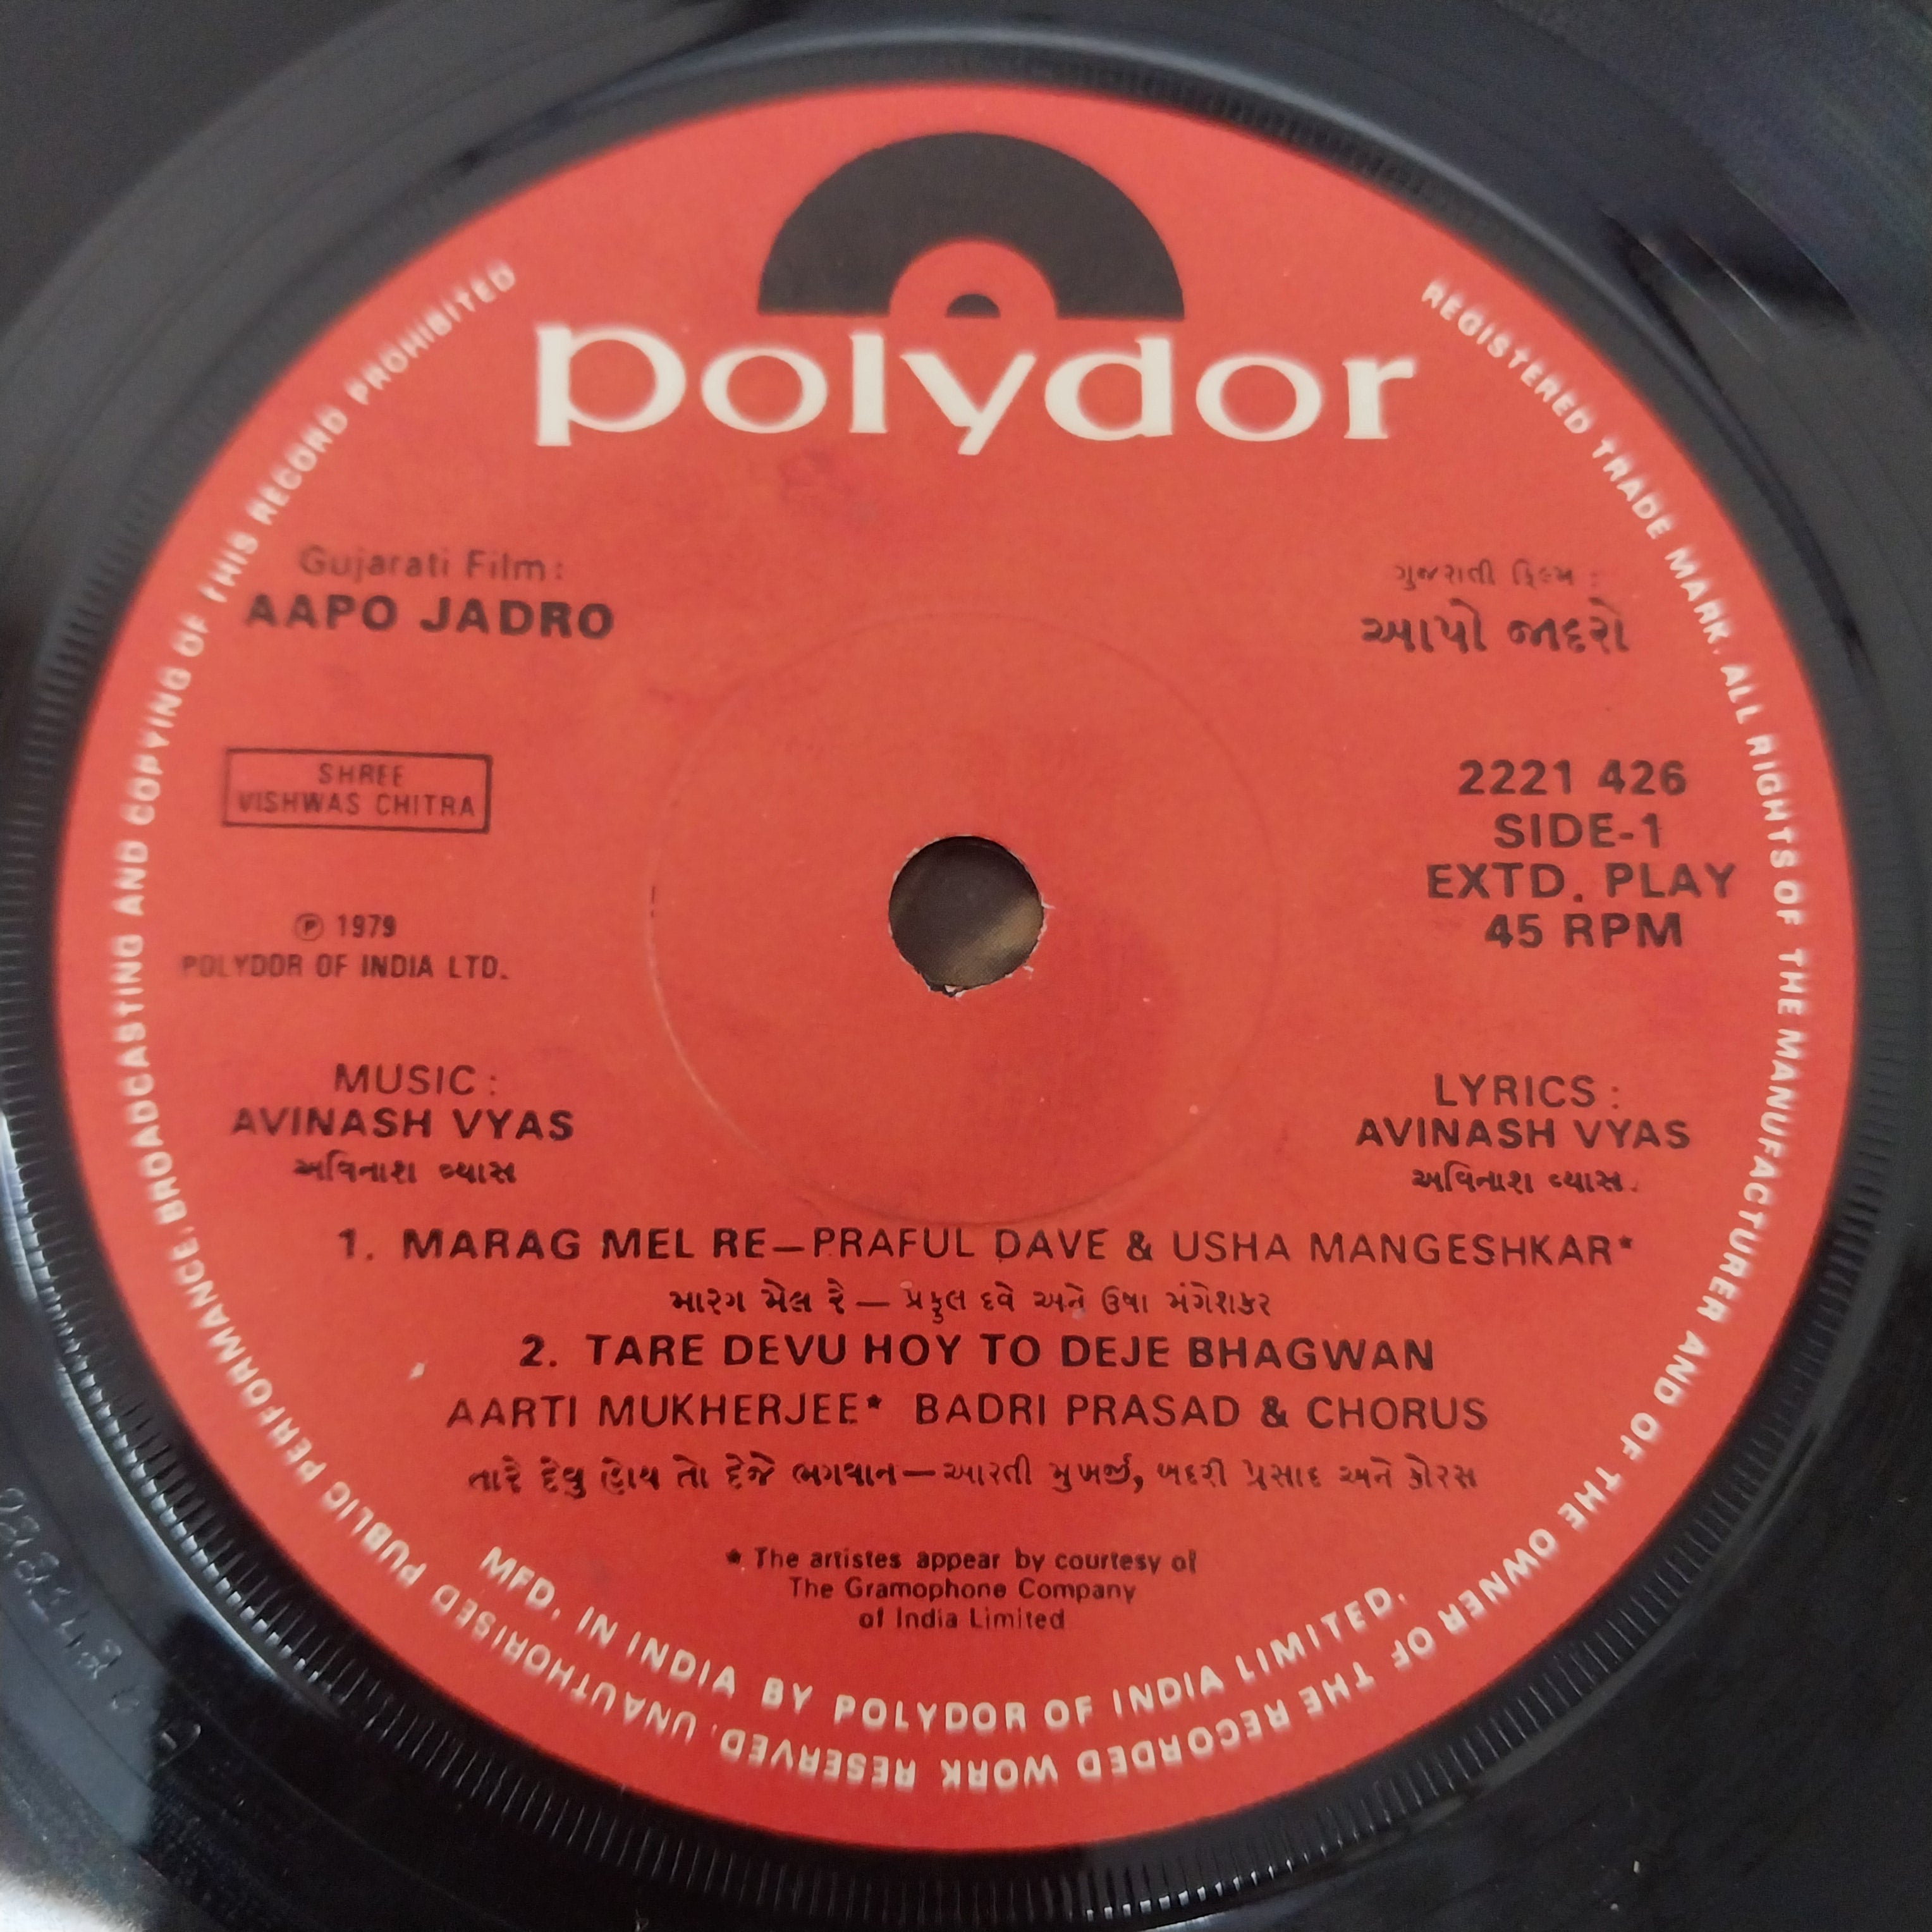 polydor
Gujarati Film :
AAPO JADRO
ગુજરાતી ફિલ્મ :
આપો જાદરો
SHREE
VISHWAS CHITRA
2221 426
SIDE-1
EXTD. PLAY
45 RPM
Ⓟ 1979
POLYDOR OF INDIA LTD.
MUSIC :
AVINASH VYAS
અવિનાશ વ્યાસ
LYRICS :
AVINASH VYAS
અવિનાશ વ્યાસ.
1. MARAG MEL RE—PRAFUL DAVE & USHA MANGESHKAR*
મારગ મેલ રે — પ્રફુલ દવે અને ઉષા મંગેશકર
2. TARE DEVU HOY TO DEJE BHAGWAN
AARTI MUKHERJEE* BADRI PRASAD & CHORUS
તારે દેવુ હોય તો દેજે ભગવાન — આરતી મુખર્જી, બદરી પ્રસાદ અને કોરસ
* The artistes appear by courtesy of
The Gramophone Company
of India Limited
MFD. IN INDIA BY POLYDOR OF INDIA LIMITED.
REGISTERED TRADE MARK. ALL RIGHTS OF THE MANUFACTURER AND OF THE OWNER OF THE RECORDED WORK RESERVED. UNAUTHORISED PUBLIC PERFORMANCE. BROADCASTING AND COPYING OF THIS RECORD PROHIBITED